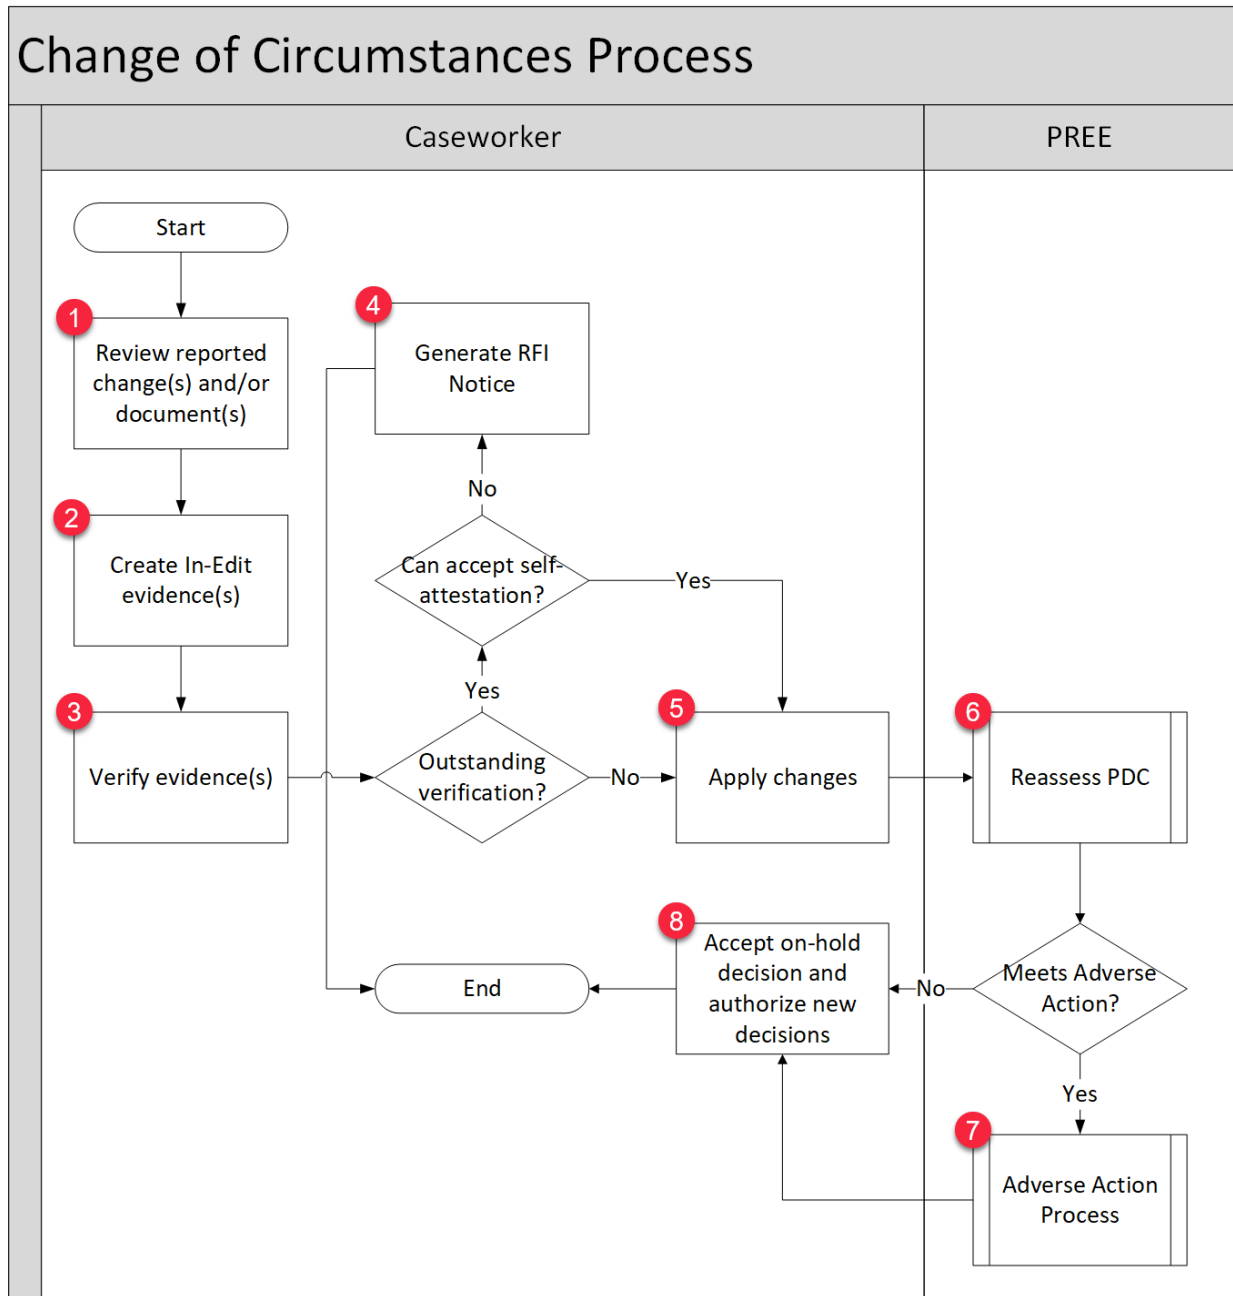 Change of Circumstances Process
Caseworker
PREE
Start
1
Review reported
change(s) and/or
document(s)
2
Create In-Edit
evidence(s)
3
Verify evidence(s)
Outstanding
verification?
Yes
No
Can accept self-
attestation?
No
Yes
4
Generate RFI
Notice
5
Apply changes
6
Reassess PDC
Meets Adverse
Action?
No
Yes
7
Adverse Action
Process
8
Accept on-hold
decision and
authorize new
decisions
End